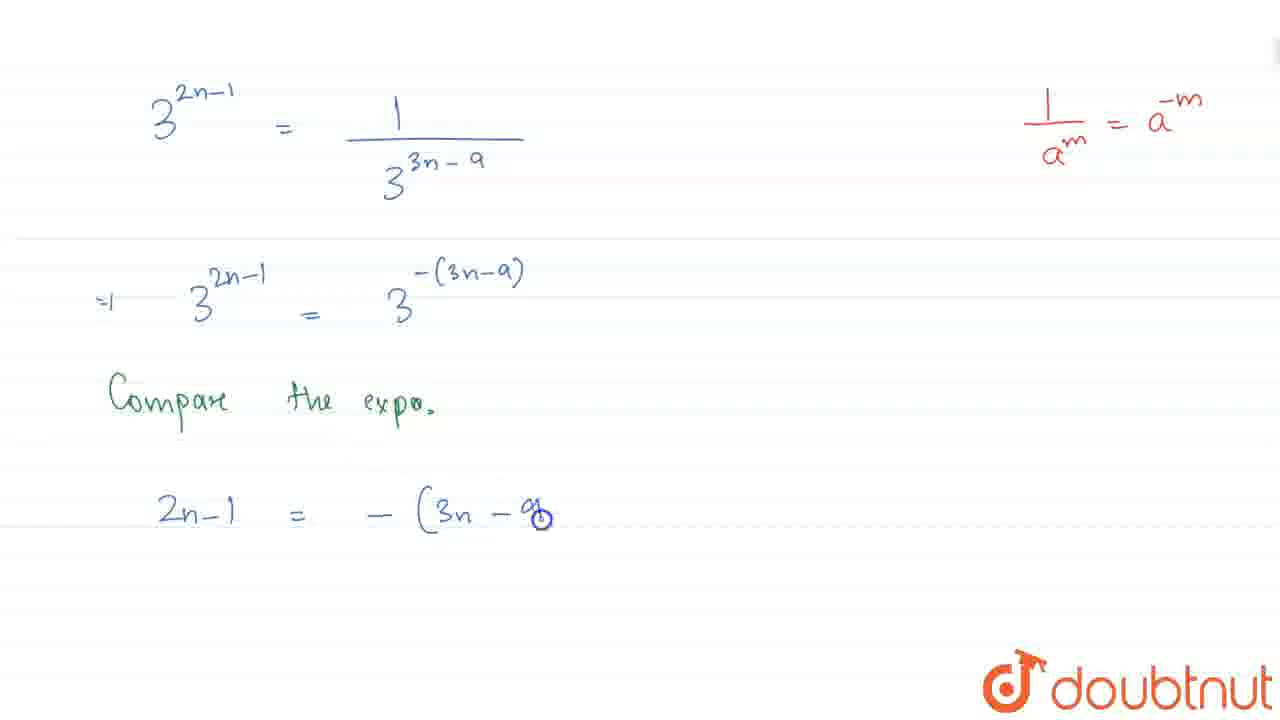 3^{2n-1} = 1/3^{3n-9}
1/a^m = a^{-m}
⇒ 3^{2n-1} = 3^{-(3n-9)}
Compare the expo.
2n-1 = - (3n - 9
doubtnut